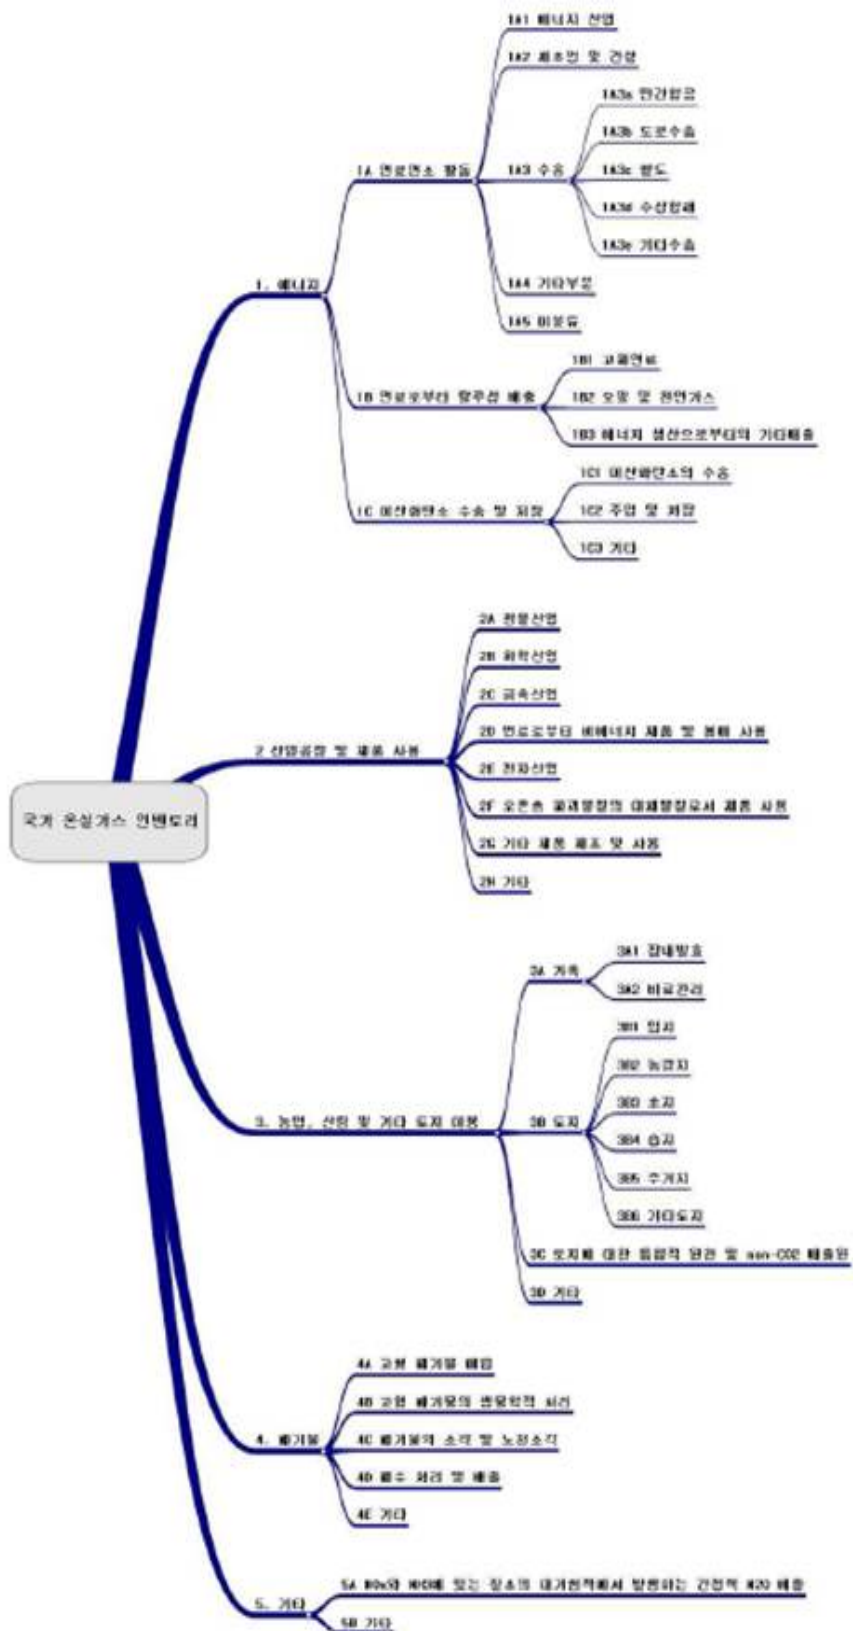 1A1 에너지 산업
1A2 제조업 및 건설
1A3a 민간항공
1A3b 도로수송
1A 연료연소 활동
1A3 수송
1A3c 철도
1A3d 수상항해
1A3e 기타수송
1. 에너지
1A4 기타부문
1A5 미분류
1B1 고체연료
1B 연료로부터 탈루성 배출
1B2 오일 및 천연가스
1B3 에너지 생산으로부터의 기타배출
1C1 이산화탄소의 수송
1C 이산화탄소 수송 및 저장
1C2 주입 및 저장
1C3 기타
2A 광물산업
2B 화학산업
2C 금속산업
2D 연료로부터 비에너지 제품 및 용매 사용
2 산업공정 및 제품 사용
2E 전자산업
2F 오존층 파괴물질의 대체물질로서 제품 사용
국가 온실가스 인벤토리
2G 기타 제품 제조 및 사용
2H 기타
3A1 장내발효
3A 가축
3A2 비료관리
3B1 임지
3B2 농경지
3B3 초지
3. 농업, 산림 및 기타 토지 이용
3B 토지
3B4 습지
3B5 주거지
3B6 기타토지
3C 토지에 대한 통합적 원천 및 non-CO2 배출원
3D 기타
4A 고형 폐기물 매립
4B 고형 폐기물의 생물학적 처리
4. 폐기물
4C 폐기물의 소각 및 노천소각
4D 폐수 처리 및 배출
4E 기타
5A NOx와 NH3에 있는 질소의 대기침적에서 발생하는 간접적 N2O 배출
5. 기타
5B 기타